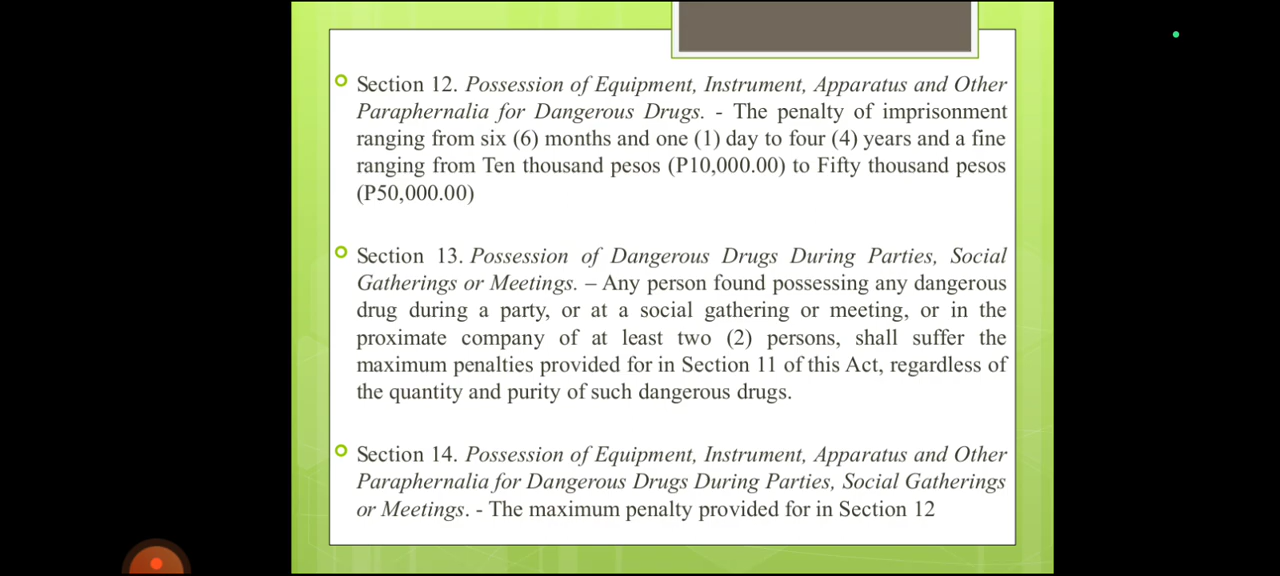 Section 12. Possession of Equipment, Instrument, Apparatus and Other
Paraphernalia for Dangerous Drugs. - The penalty of imprisonment
ranging from six (6) months and one (1) day to four (4) years and a fine
ranging from Ten thousand pesos (P10,000.00) to Fifty thousand pesos
(P50,000.00)
Section 13. Possession of Dangerous Drugs During Parties, Social
Gatherings or Meetings. – Any person found possessing any dangerous
drug during a party, or at a social gathering or meeting, or in the
proximate company of at least two (2) persons, shall suffer the
maximum penalties provided for in Section 11 of this Act, regardless of
the quantity and purity of such dangerous drugs.
Section 14. Possession of Equipment, Instrument, Apparatus and Other
Paraphernalia for Dangerous Drugs During Parties, Social Gatherings
or Meetings. - The maximum penalty provided for in Section 12